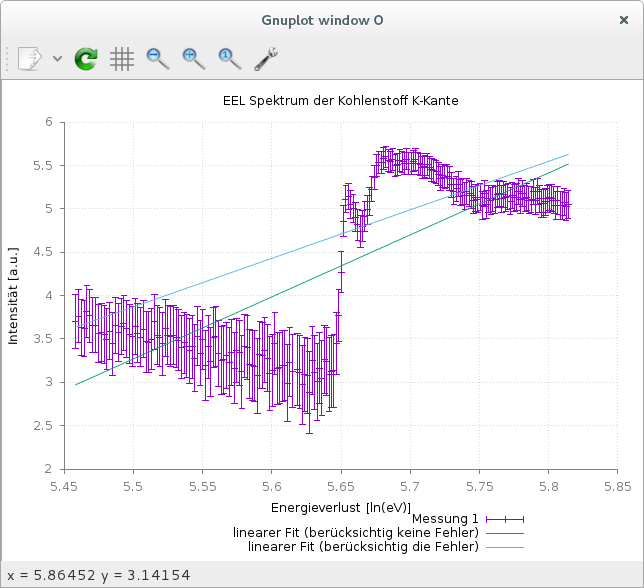 Gnuplot window 0
EEL Spektrum der Kohlenstoff K-Kante
6
5.5
5
4.5
4
3.5
3
2.5
2
Intensität [a.u.]
5.45 5.5 5.55 5.6 5.65 5.7 5.75 5.8 5.85
Energieverlust [ln(eV)]
Messung 1
linearer Fit (berücksichtig keine Fehler)
linearer Fit (berücksichtig die Fehler)
x = 5.86452 y = 3.14154